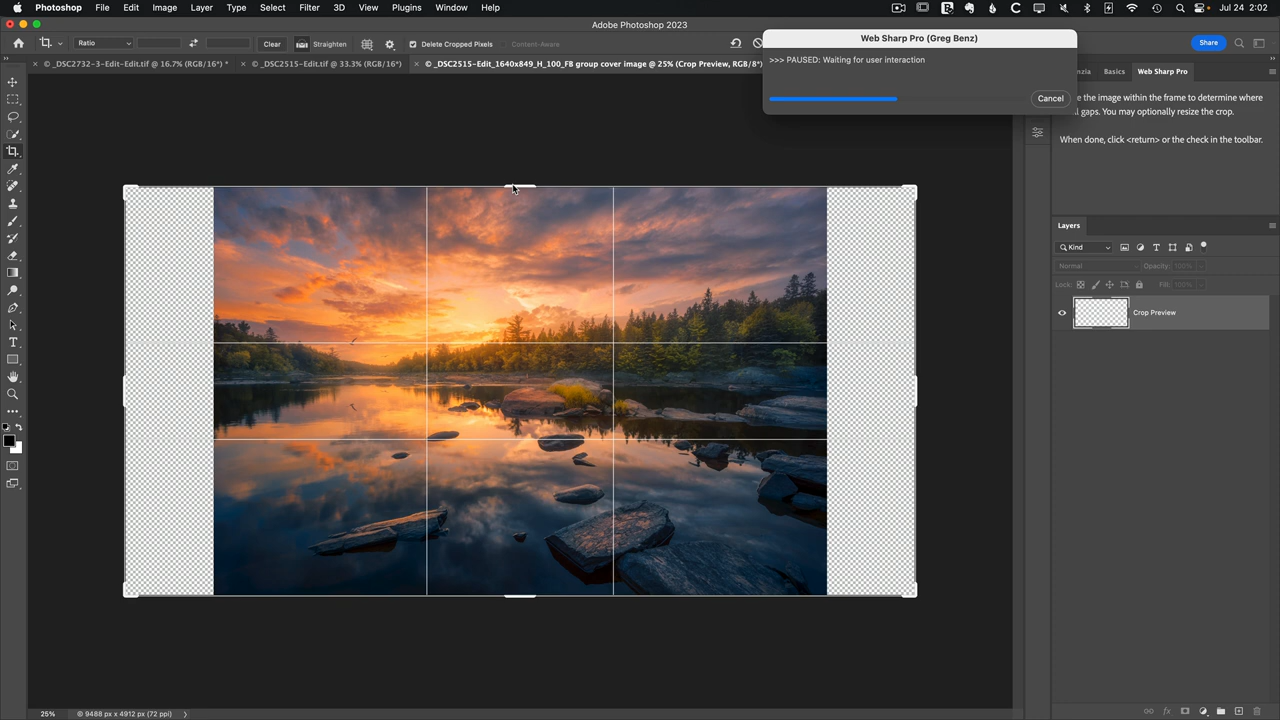 Photoshop File Edit Image Layer Type Select Filter 3D View Plugins Window Help Jul 24 2:02
Adobe Photoshop 2023
Ratio Clear Straighten Delete Cropped Pixels Content-Aware Share
© _DSC2732-3-Edit-Edit.tif @ 16.7% (RGB/16*) *
© _DSC2515-Edit.tif @ 33.3% (RGB/16*)
© _DSC2515-Edit_1640x849_H_100_FB group cover image @ 25% (Crop Preview, RGB/8*)
Web Sharp Pro (Greg Benz)
>>> PAUSED: Waiting for user interaction
Cancel
Basics Web Sharp Pro
the image within the frame to determine where
gaps. You may optionally resize the crop.
When done, click <return> or the check in the toolbar.
Layers
Kind
Normal Opacity: 100%
Lock: Fill: 100%
Crop Preview
25% 9488 px x 4912 px (72 ppi)